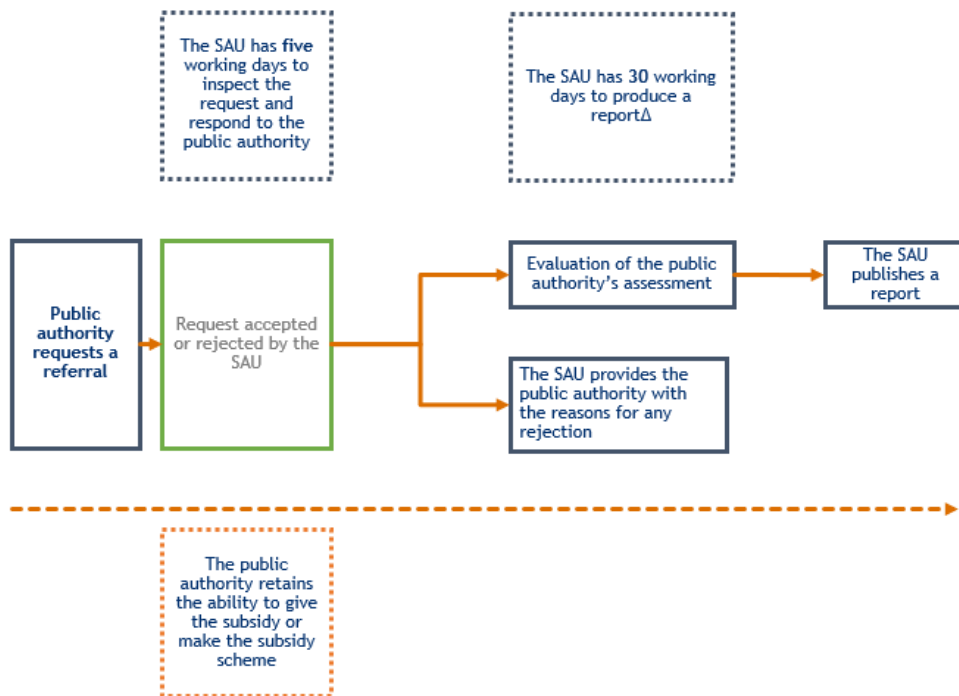 The SAU has five
working days to
inspect the
request and
respond to the
public authority
The SAU has 30 working
days to produce a
reportΔ
Public
authority
requests a
referral
Request accepted
or rejected by the
SAU
Evaluation of the public
authority's assessment
The SAU
publishes a
report
The SAU provides the
public authority with
the reasons for any
rejection
The public
authority retains
the ability to give
the subsidy or
make the subsidy
scheme